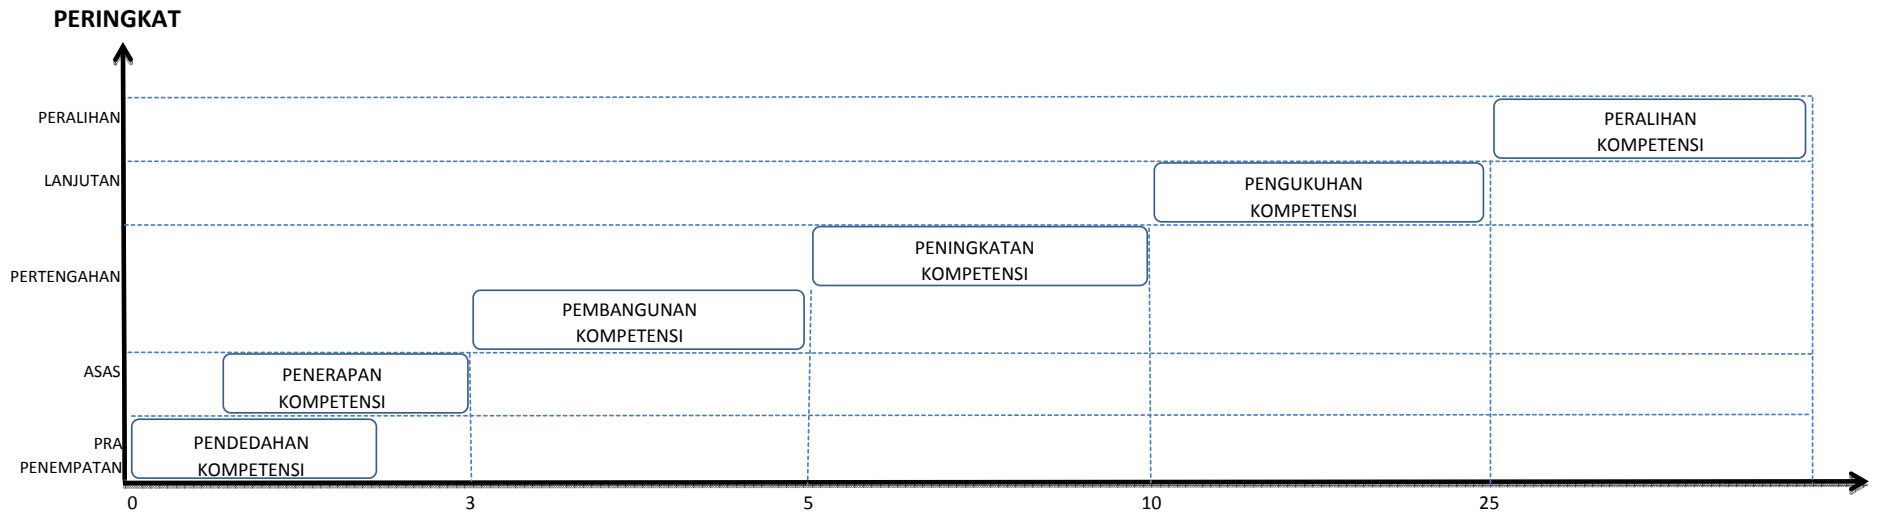 PERINGKAT
PERALIHAN
PERALIHAN
KOMPETENSI
LANJUTAN
PENGUKUHAN
KOMPETENSI
PERTENGAHAN
PENINGKATAN
KOMPETENSI
PEMBANGUNAN
KOMPETENSI
ASAS
PENERAPAN
KOMPETENSI
PRA
PENEMPATAN
PENDEDAHAN
KOMPETENSI
0 3 5 10 25